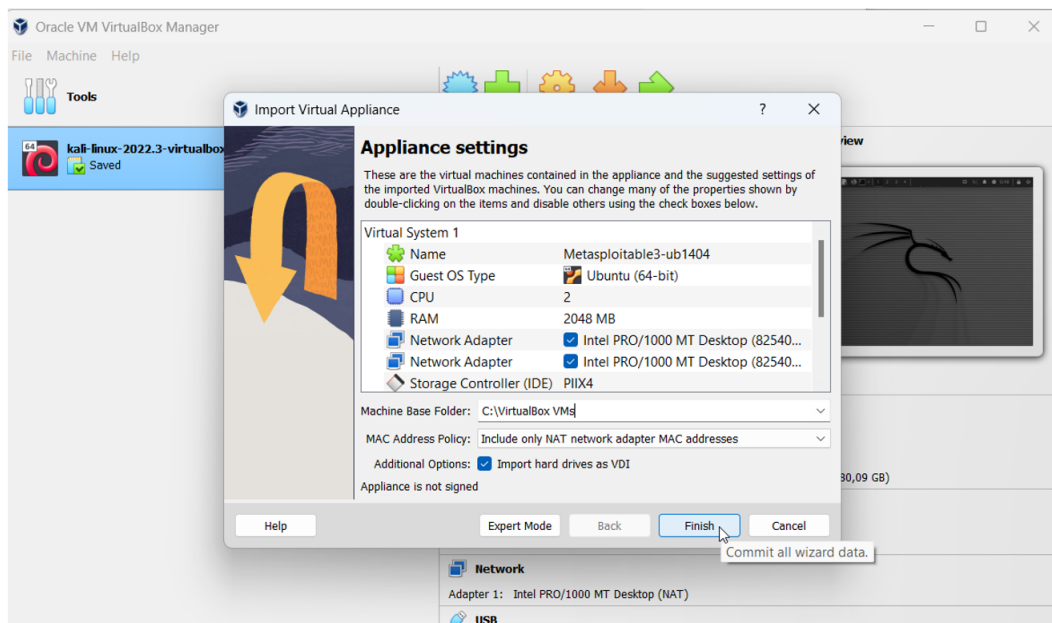 Oracle VM VirtualBox Manager
File Machine Help
Tools
64
kali-linux-2022.3-virtualbox
Saved
Import Virtual Appliance
?
Appliance settings
These are the virtual machines contained in the appliance and the suggested settings of
the imported VirtualBox machines. You can change many of the properties shown by
double-clicking on the items and disable others using the check boxes below.
Virtual System 1
Name Metasploitable3-ub1404
Guest OS Type Ubuntu (64-bit)
CPU 2
RAM 2048 MB
Network Adapter Intel PRO/1000 MT Desktop (82540...
Network Adapter Intel PRO/1000 MT Desktop (82540...
Storage Controller (IDE) PIIX4
Machine Base Folder: C:\VirtualBox VMs
MAC Address Policy: Include only NAT network adapter MAC addresses
Additional Options: Import hard drives as VDI
Appliance is not signed
Help Expert Mode Back Finish Cancel
Commit all wizard data.
view
80,09 GB)
Network
Adapter 1: Intel PRO/1000 MT Desktop (NAT)
USB